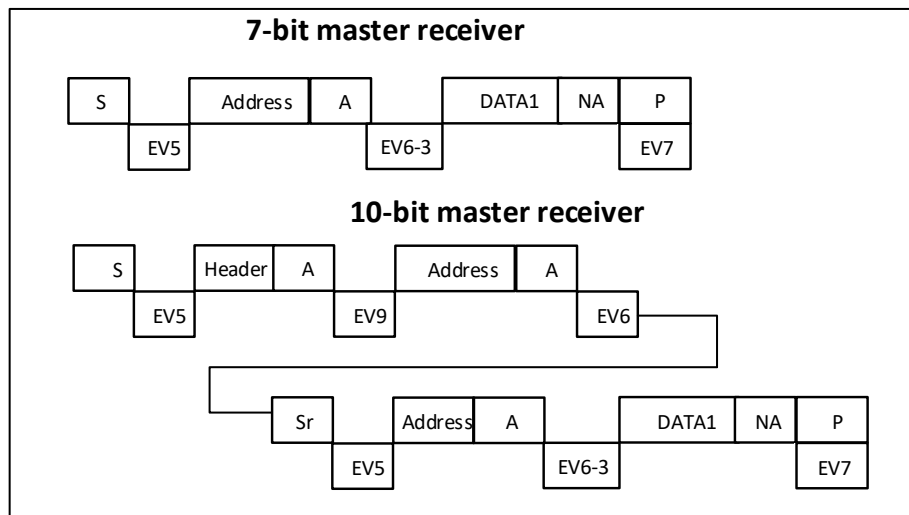 7-bit master receiver
S Address A DATA1 NA P
EV5 EV6-3 EV7
10-bit master receiver
S Header A Address A
EV5 EV9 EV6
Sr Address A DATA1 NA P
EV5 EV6-3 EV7